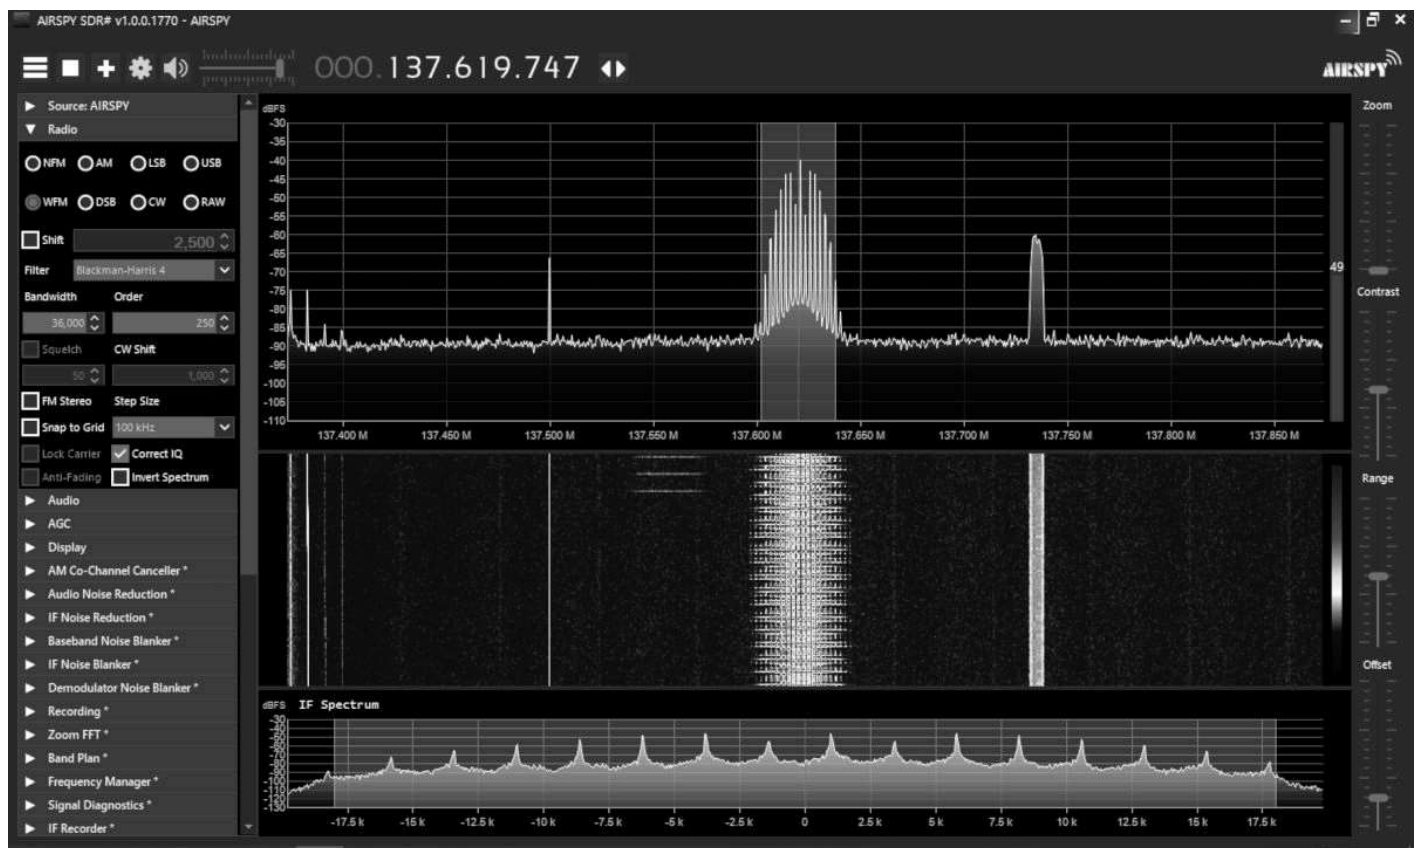 AIRSPY SDR# v1.0.0.1770 - AIRSPY
000.137.619.747
AIRSPY
Source: AIRSPY
Radio
NFM AM LSB USB
WFM DSB CW RAW
Shift 2,500
Filter Blackman-Harris 4
Bandwidth Order
36,000 250
Squelch CW Shift
50 1,000
FM Stereo Step Size
Snap to Grid 100 kHz
Lock Carrier Correct IQ
Anti-Fading Invert Spectrum
Audio
AGC
Display
AM Co-Channel Canceller *
Audio Noise Reduction *
IF Noise Reduction *
Baseband Noise Blanker *
IF Noise Blanker *
Demodulator Noise Blanker *
Recording *
Zoom FFT *
Band Plan *
Frequency Manager *
Signal Diagnostics *
IF Recorder *
dBFS
-30
-35
-40
-45
-50
-55
-60
-65
-70
-75
-80
-85
-90
-95
-100
-105
-110
137.400 M 137.450 M 137.500 M 137.550 M 137.600 M 137.650 M 137.700 M 137.750 M 137.800 M 137.850 M
49
dBFS IF Spectrum
-30
-130
-17.5 k -15 k -12.5 k -10 k -7.5 k -5 k -2.5 k 0 2.5 k 5 k 7.5 k 10 k 12.5 k 15 k 17.5 k
Zoom
Contrast
Range
Offset